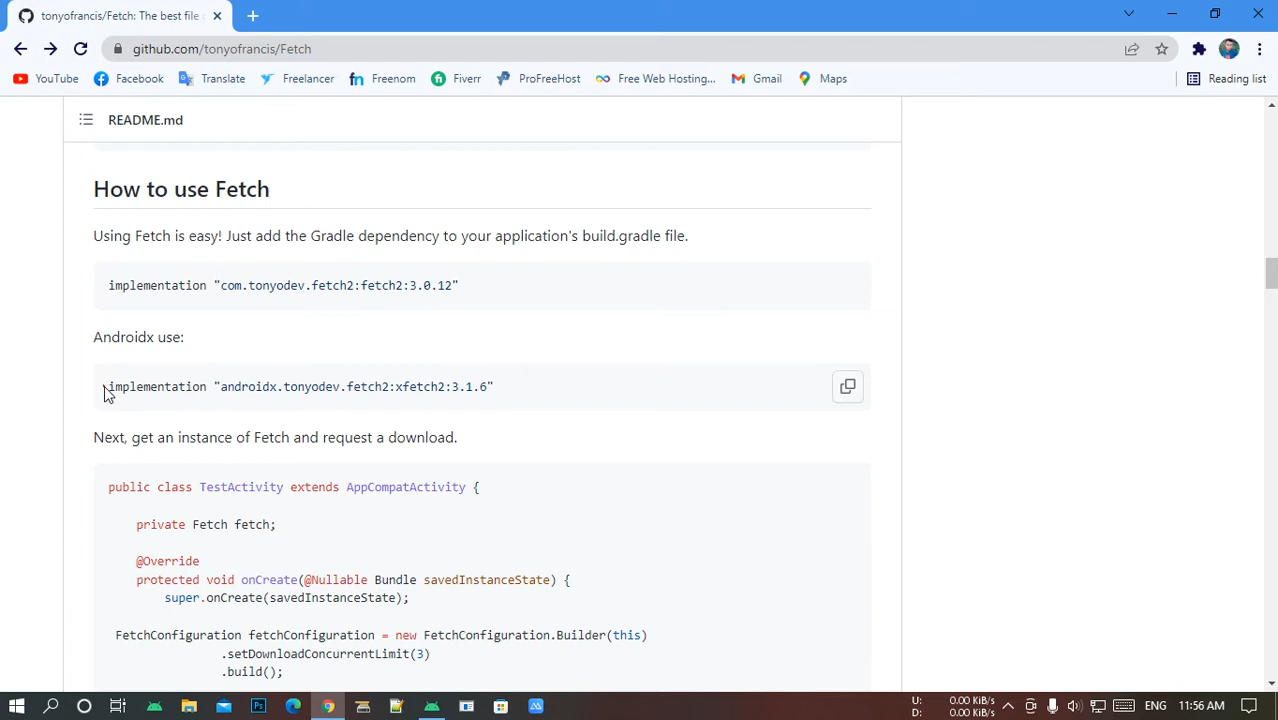 tonyofrancis/Fetch: The best file
github.com/tonyofrancis/Fetch
YouTube Facebook Translate Freelancer Freenom Fiverr ProFreeHost Free Web Hosting... Gmail Maps Reading list
README.md
How to use Fetch
Using Fetch is easy! Just add the Gradle dependency to your application's build.gradle file.
implementation "com.tonyodev.fetch2:fetch2:3.0.12"
Androidx use:
implementation "androidx.tonyodev.fetch2:xfetch2:3.1.6"
Next, get an instance of Fetch and request a download.
public class TestActivity extends AppCompatActivity {
private Fetch fetch;
@Override
protected void onCreate(@Nullable Bundle savedInstanceState) {
super.onCreate(savedInstanceState);
FetchConfiguration fetchConfiguration = new FetchConfiguration.Builder(this)
.setDownloadConcurrentLimit(3)
.build();
U: 0.00 KiB/s
D: 0.00 KiB/s
ENG 11:56 AM